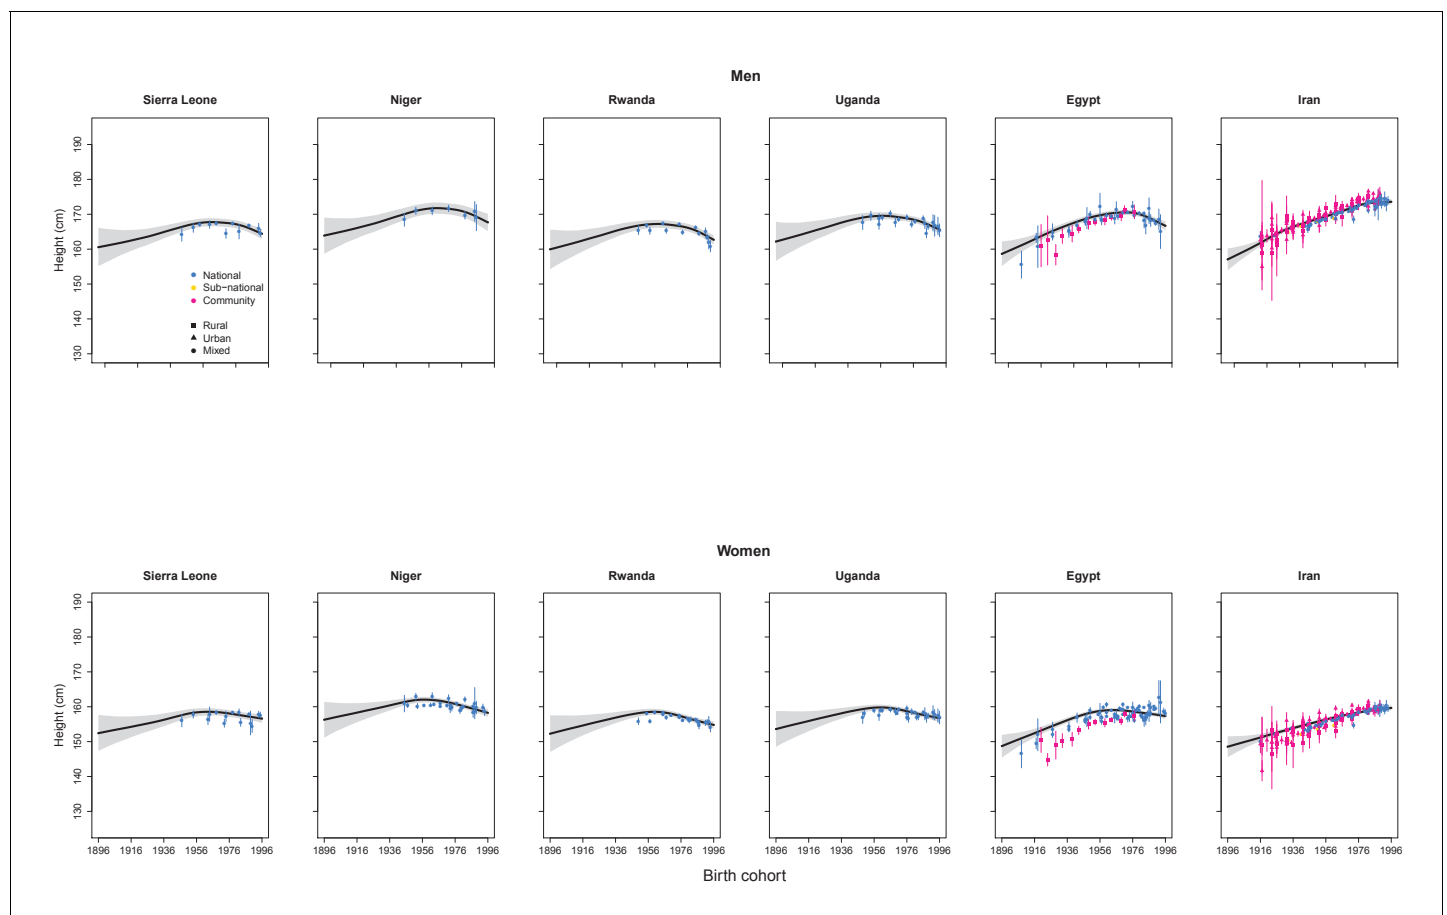 Men
Sierra Leone Niger Rwanda Uganda Egypt Iran
Height (cm)
190
180
170
160
150
140
130
National
Sub−national
Community
Rural
Urban
Mixed
Women
Sierra Leone Niger Rwanda Uganda Egypt Iran
Height (cm)
190
180
170
160
150
140
130
1896 1916 1936 1956 1976 1996 1896 1916 1936 1956 1976 1996 1896 1916 1936 1956 1976 1996 1896 1916 1936 1956 1976 1996 1896 1916 1936 1956 1976 1996 1896 1916 1936 1956 1976 1996
Birth cohort